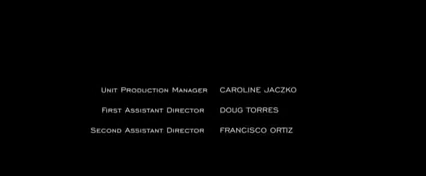 Unit Production Manager CAROLINE JACZKO
First Assistant Director DOUG TORRES
Second Assistant Director FRANCISCO ORTIZ